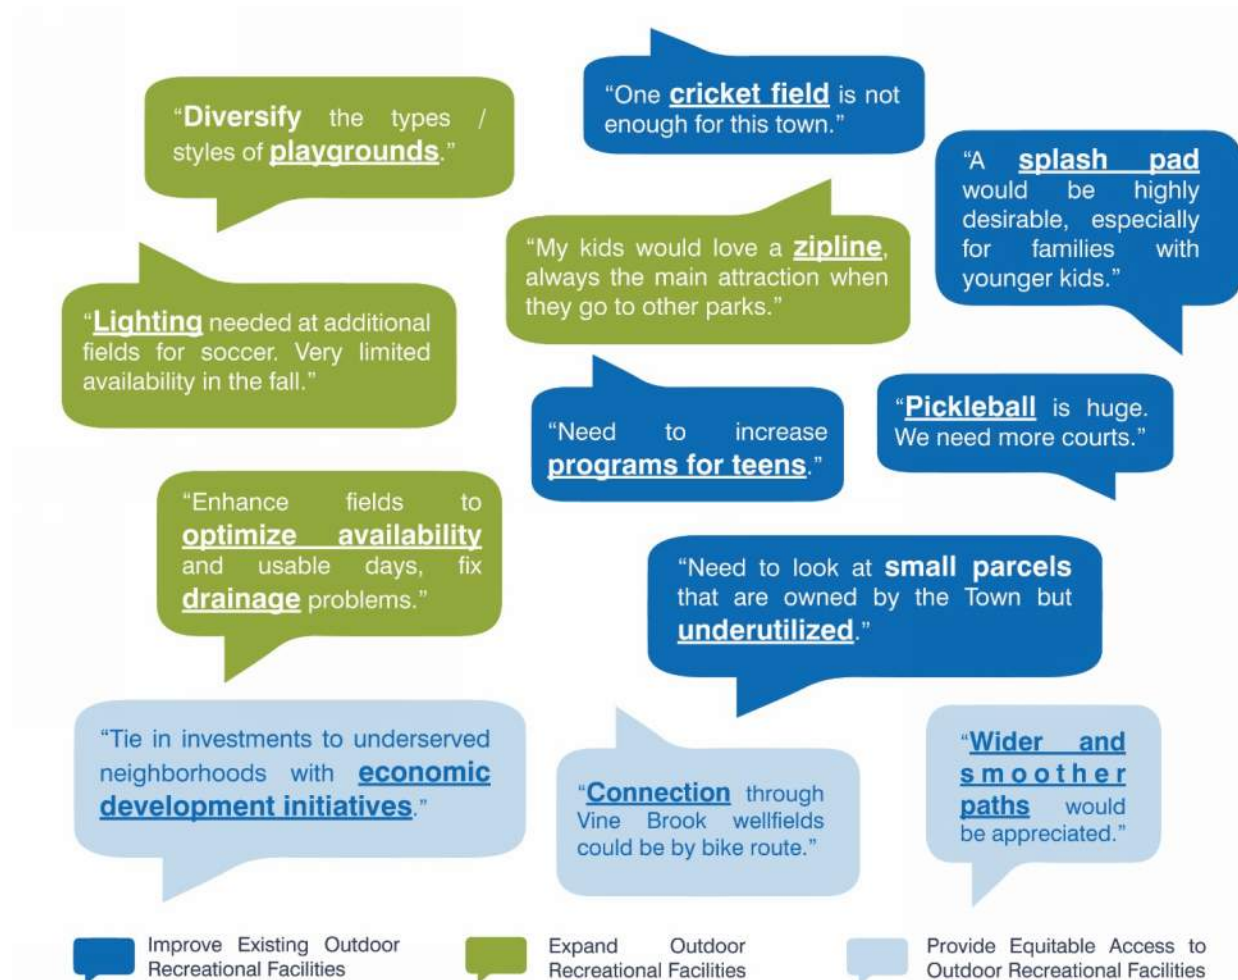 “Diversify the types /
styles of playgrounds.”
“One cricket field is not
enough for this town.”
“A splash pad
would be highly
desirable, especially
for families with
younger kids.”
“My kids would love a zipline,
always the main attraction when
they go to other parks.”
“Lighting needed at additional
fields for soccer. Very limited
availability in the fall.”
“Need to increase
programs for teens.”
“Pickleball is huge.
We need more courts.”
“Enhance fields to
optimize availability
and usable days, fix
drainage problems.”
“Need to look at small parcels
that are owned by the Town but
underutilized.”
“Tie in investments to underserved
neighborhoods with economic
development initiatives.”
“Connection through
Vine Brook wellfields
could be by bike route.”
“Wider and
smoother
paths would
be appreciated.”
Improve Existing Outdoor
Recreational Facilities
Expand Outdoor
Recreational Facilities
Provide Equitable Access to
Outdoor Recreational Facilities